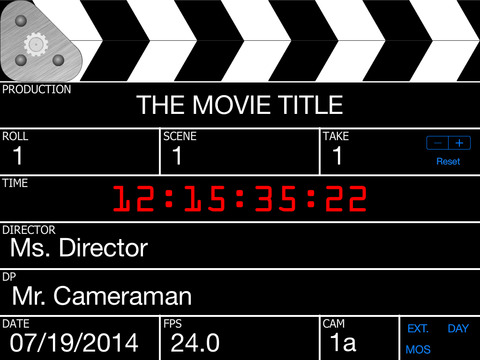 PRODUCTION
THE MOVIE TITLE
ROLL SCENE TAKE
1 1 1 − +
Reset
TIME
12:15:35:22
DIRECTOR
Ms. Director
DP
Mr. Cameraman
DATE FPS CAM
07/19/2014 24.0 1a
EXT. DAY
MOS